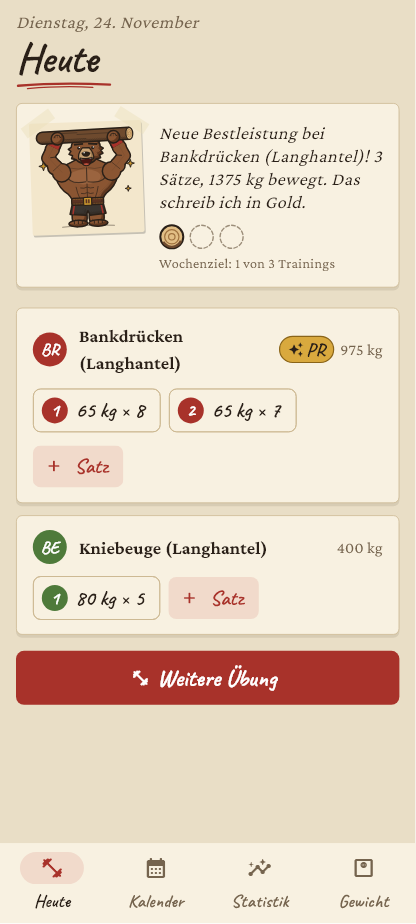 Dienstag, 24. November
Heute
Neue Bestleistung bei
Bankdrücken (Langhantel)! 3
Sätze, 1375 kg bewegt. Das
schreib ich in Gold.
Wochenziel: 1 von 3 Trainings
BR Bankdrücken (Langhantel) PR 975 kg
1 65 kg × 8 2 65 kg × 7
+ Satz
BE Kniebeuge (Langhantel) 400 kg
1 80 kg × 5 + Satz
Weitere Übung
Heute Kalender Statistik Gewicht